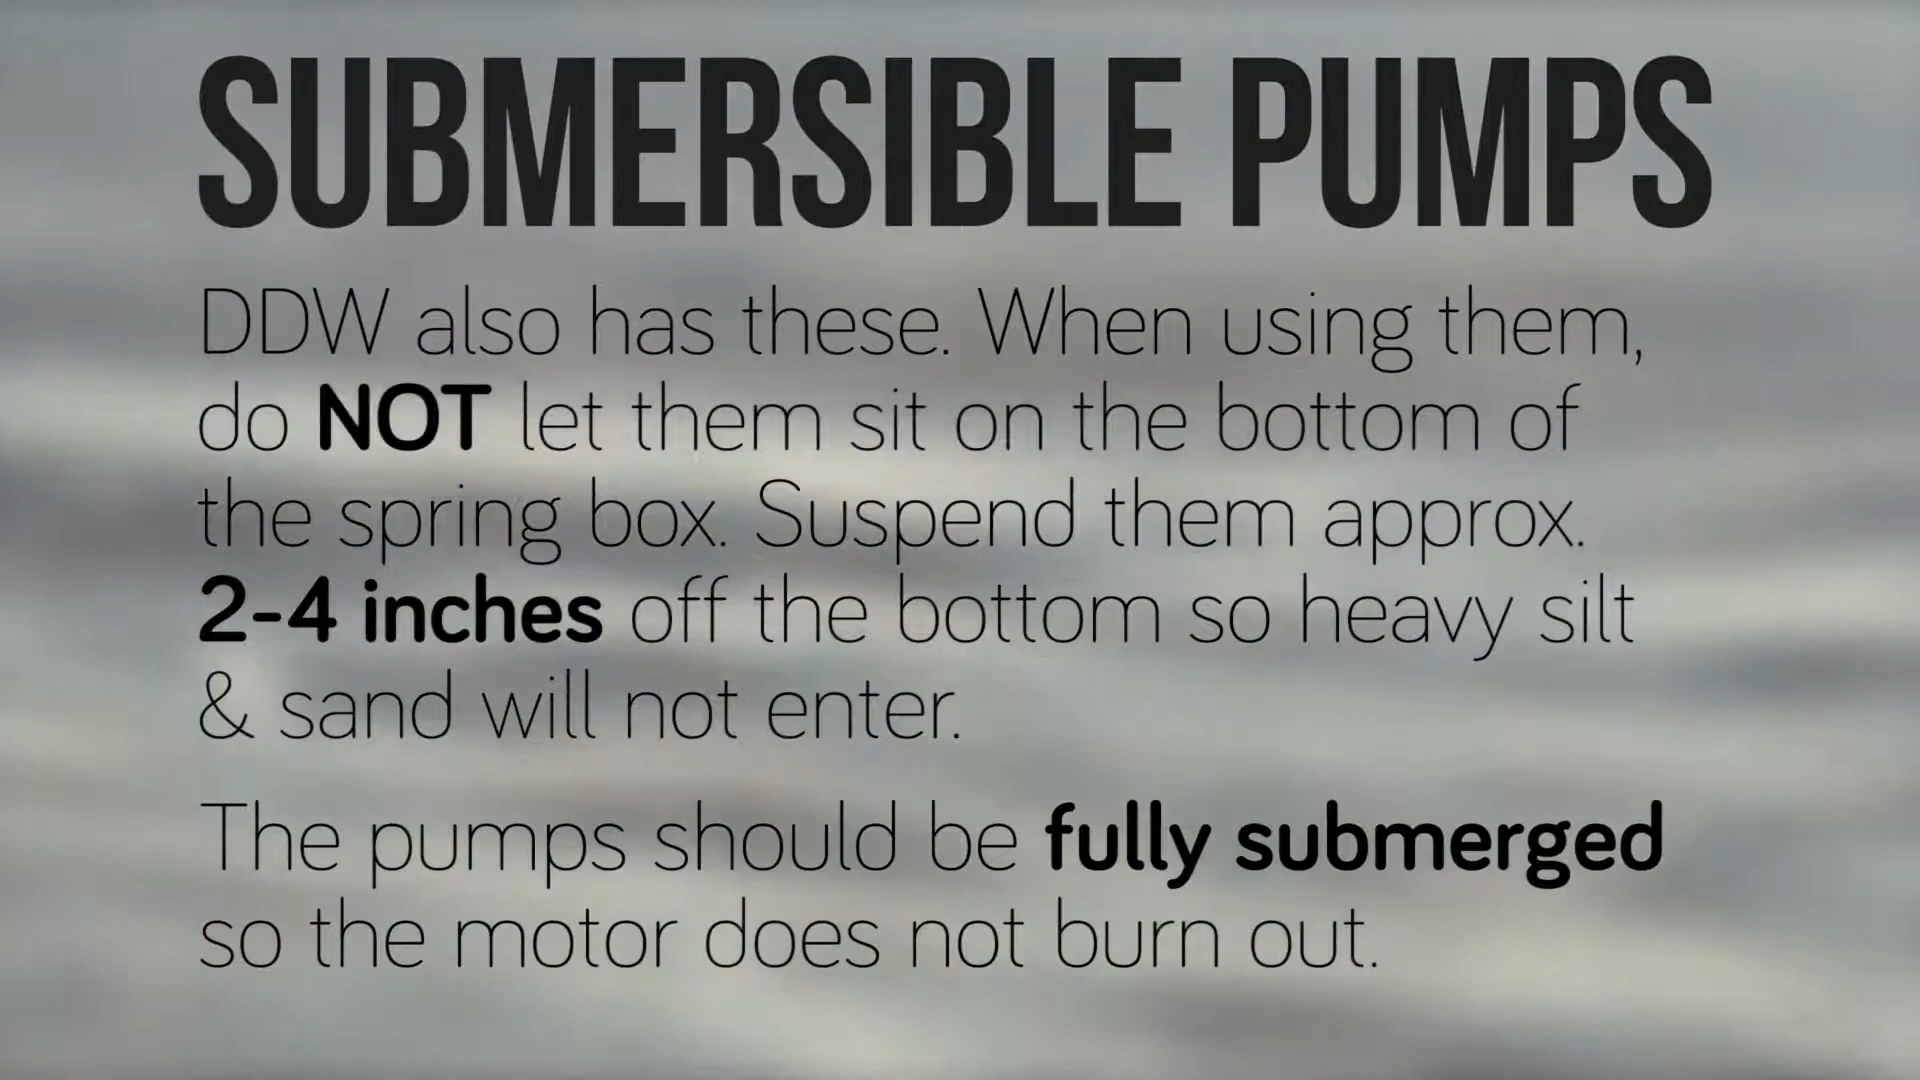 SUBMERSIBLE PUMPS
DDW also has these. When using them,
do NOT let them sit on the bottom of
the spring box. Suspend them approx.
2-4 inches off the bottom so heavy silt
& sand will not enter.
The pumps should be fully submerged
so the motor does not burn out.